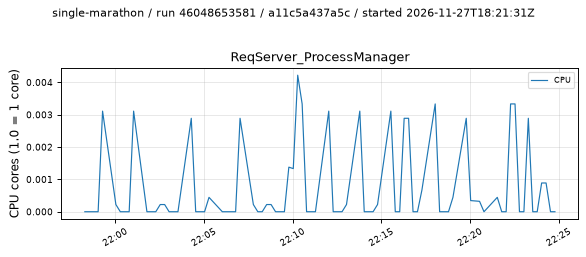 single-marathon / run 46048653581 / a11c5a437a5c / started 2026-11-27T18:21:31Z
ReqServer_ProcessManager
CPU cores (1.0 = 1 core)
0.004
0.003
0.002
0.001
0.000
CPU
22:00
22:05
22:10
22:15
22:20
22:25